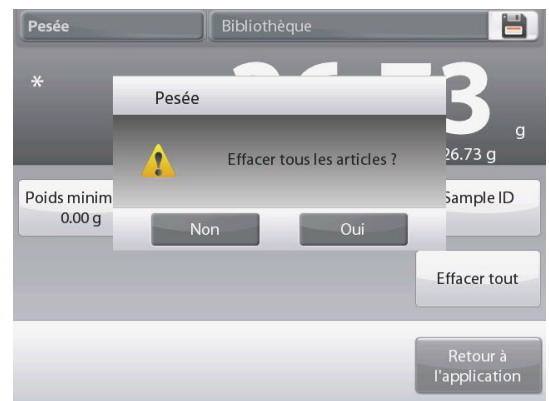 Pesée
Bibliothèque
*
Pesée
g
26.73 g
Effacer tous les articles ?
Poids minim
0.00 g
Sample ID
Non
Oui
Effacer tout
Retour à
l'application